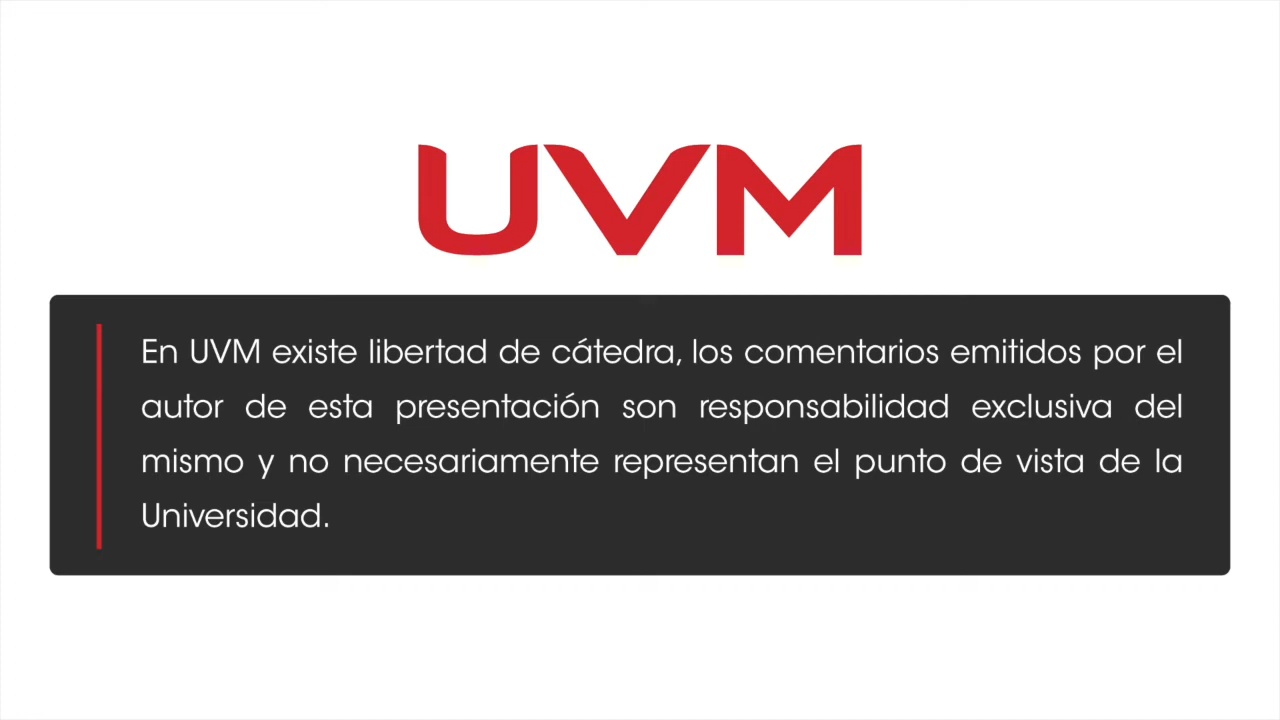 UVM
En UVM existe libertad de cátedra, los comentarios emitidos por el
autor de esta presentación son responsabilidad exclusiva del
mismo y no necesariamente representan el punto de vista de la
Universidad.